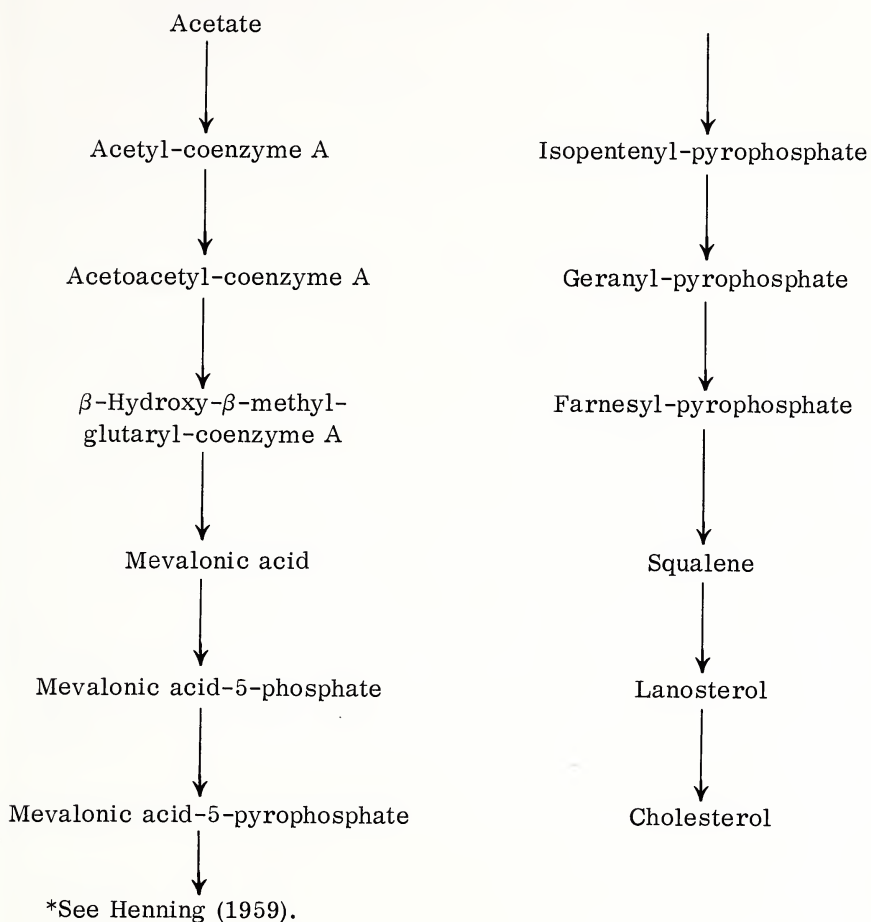 Acetate
Acetyl-coenzyme A
Acetoacetyl-coenzyme A
β-Hydroxy-β-methyl-
glutaryl-coenzyme A
Mevalonic acid
Mevalonic acid-5-phosphate
Mevalonic acid-5-pyrophosphate
*See Henning (1959).
Isopentenyl-pyrophosphate
Geranyl-pyrophosphate
Farnesyl-pyrophosphate
Squalene
Lanosterol
Cholesterol